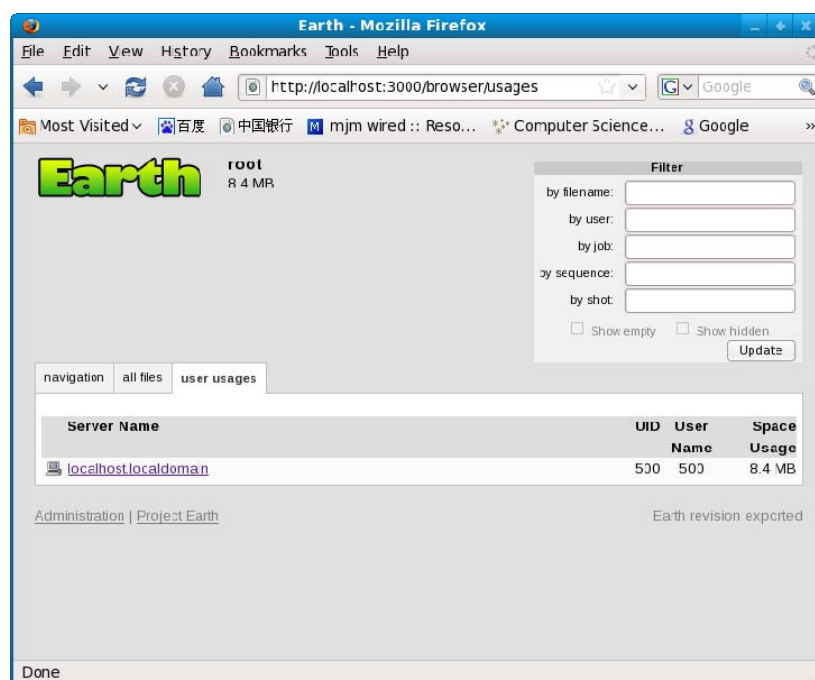 Earth - Mozilla Firefox
File Edit View History Bookmarks Tools Help
http://localhost:3000/browser/usages Google
Most Visited 百度 中国银行 mjm wired :: Reso... Computer Science... Google »
Earth
root
8.4 MB
Filter
by filename:
by user:
by job:
by sequence:
by shot:
Show empty Show hidden
Update
navigation all files user usages
Server Name UID User Name Space Usage
localhost.localdomain 500 500 8.4 MB
Administration | Project Earth Earth revision exported
Done